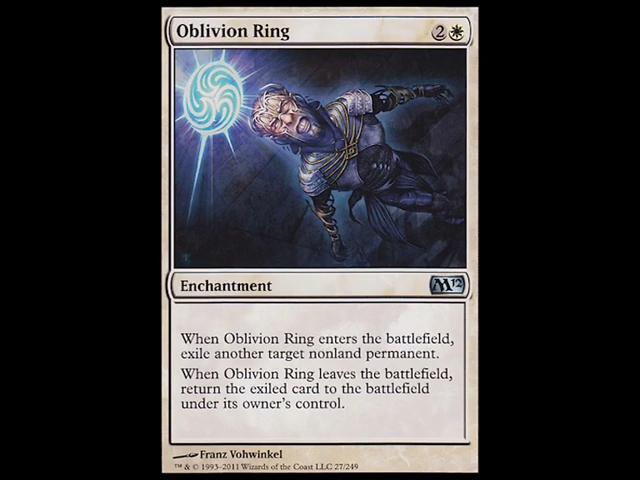 Oblivion Ring 2
Enchantment M12
When Oblivion Ring enters the battlefield,
exile another target nonland permanent.
When Oblivion Ring leaves the battlefield,
return the exiled card to the battlefield
under its owner's control.
Franz Vohwinkel
™ & © 1993–2011 Wizards of the Coast LLC 27/249